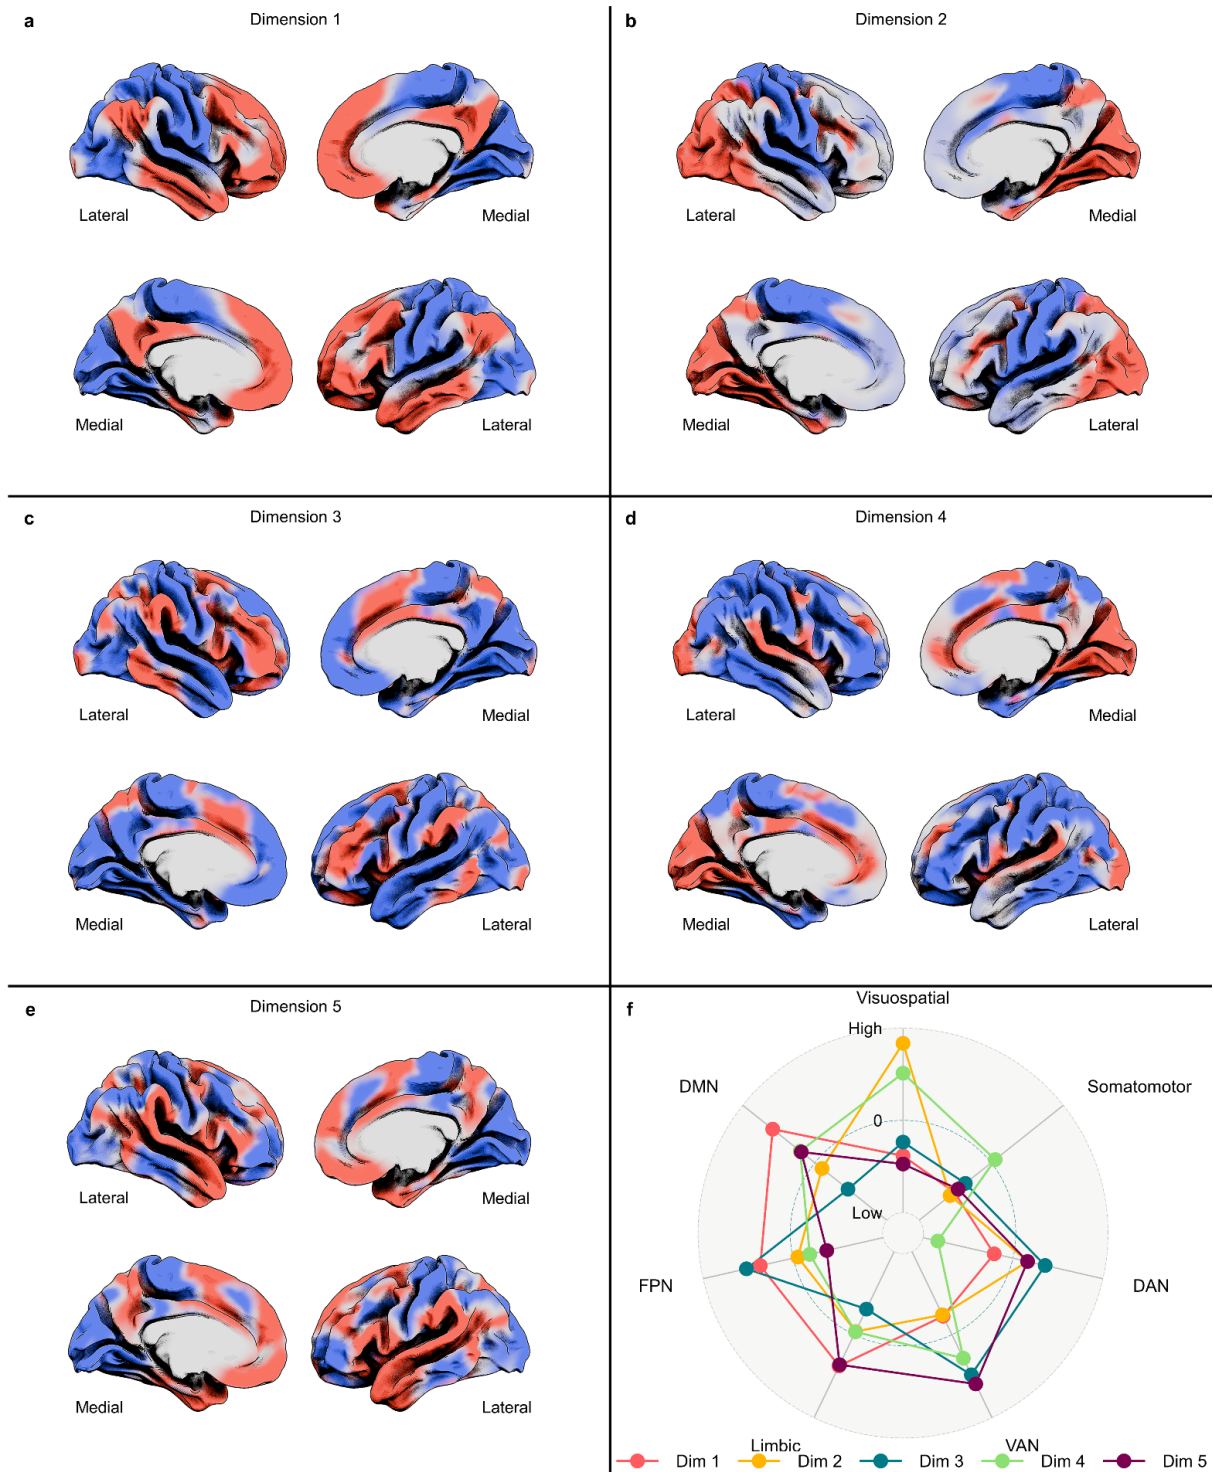 a Dimension 1
Lateral Medial
Medial Lateral
b Dimension 2
Lateral Medial
Medial Lateral
c Dimension 3
Lateral Medial
Medial Lateral
d Dimension 4
Lateral Medial
Medial Lateral
e Dimension 5
Lateral Medial
Medial Lateral
f Visuospatial
High
DMN Somatomotor
0
Low
FPN DAN
Limbic VAN
Dim 1 Dim 2 Dim 3 Dim 4 Dim 5